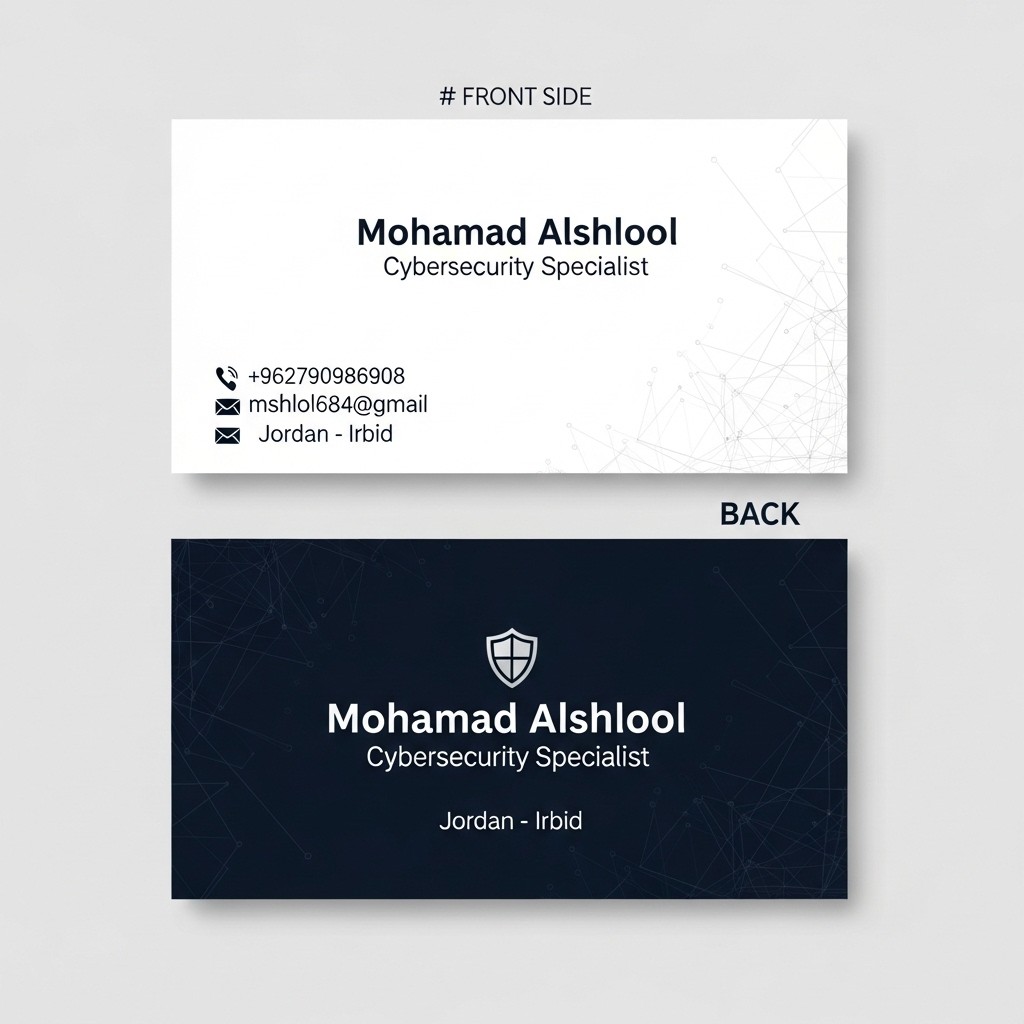 # FRONT SIDE
Mohamad Alshlool
Cybersecurity Specialist
+962790986908
mshlol684@gmail
Jordan - Irbid
BACK
Mohamad Alshlool
Cybersecurity Specialist
Jordan - Irbid